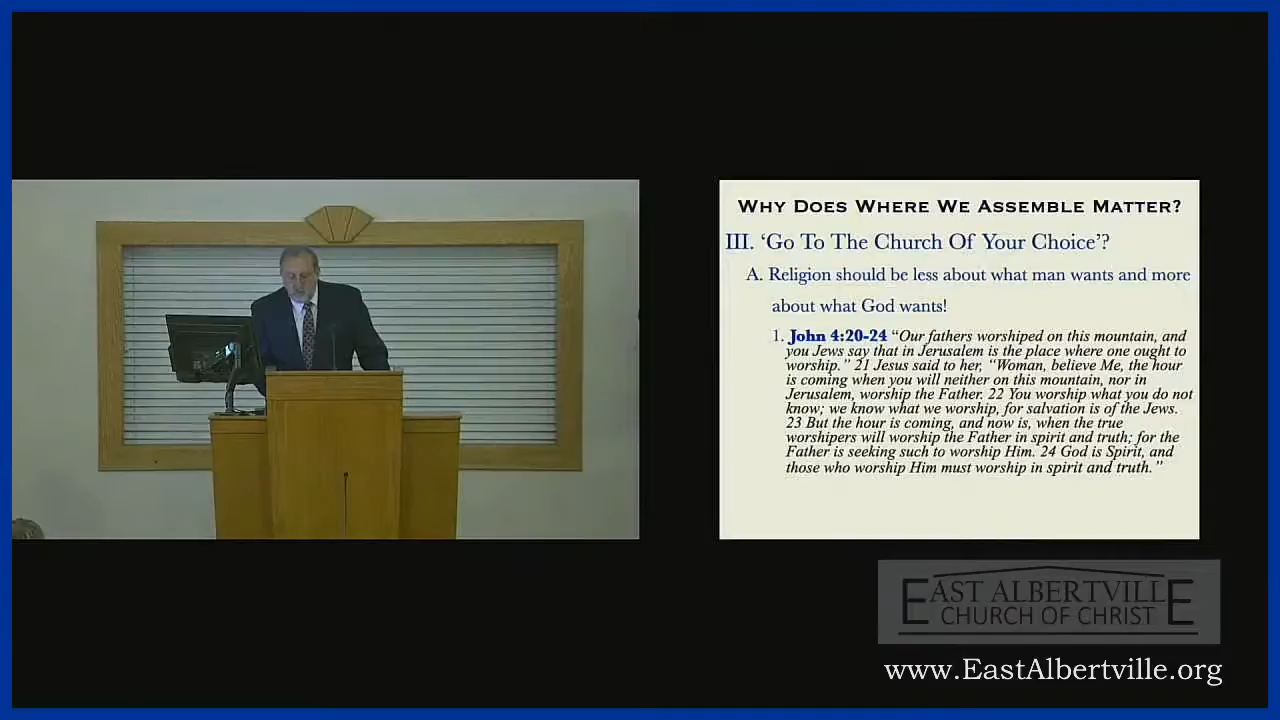 WHY DOES WHERE WE ASSEMBLE MATTER?
III. ‘Go To The Church Of Your Choice’?
A. Religion should be less about what man wants and more
about what God wants!
1. John 4:20-24 “Our fathers worshiped on this mountain, and
you Jews say that in Jerusalem is the place where one ought to
worship.” 21 Jesus said to her, “Woman, believe Me, the hour
is coming when you will neither on this mountain, nor in
Jerusalem, worship the Father. 22 You worship what you do not
know; we know what we worship, for salvation is of the Jews.
23 But the hour is coming, and now is, when the true
worshipers will worship the Father in spirit and truth; for the
Father is seeking such to worship Him. 24 God is Spirit, and
those who worship Him must worship in spirit and truth.”
EAST ALBERTVILLE
CHURCH OF CHRIST
www.EastAlbertville.org